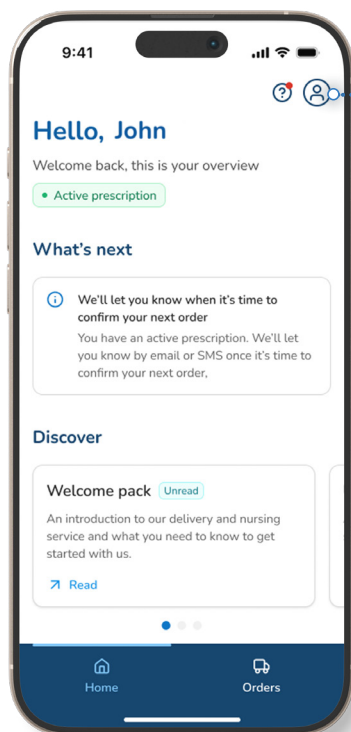 9:41
Hello, John
Welcome back, this is your overview
Active prescription
What's next
We'll let you know when it's time to
confirm your next order
You have an active prescription. We'll let
you know by email or SMS once it's time to
confirm your next order,
Discover
Welcome pack Unread
An introduction to our delivery and nursing
service and what you need to know to get
started with us.
Read
Home Orders